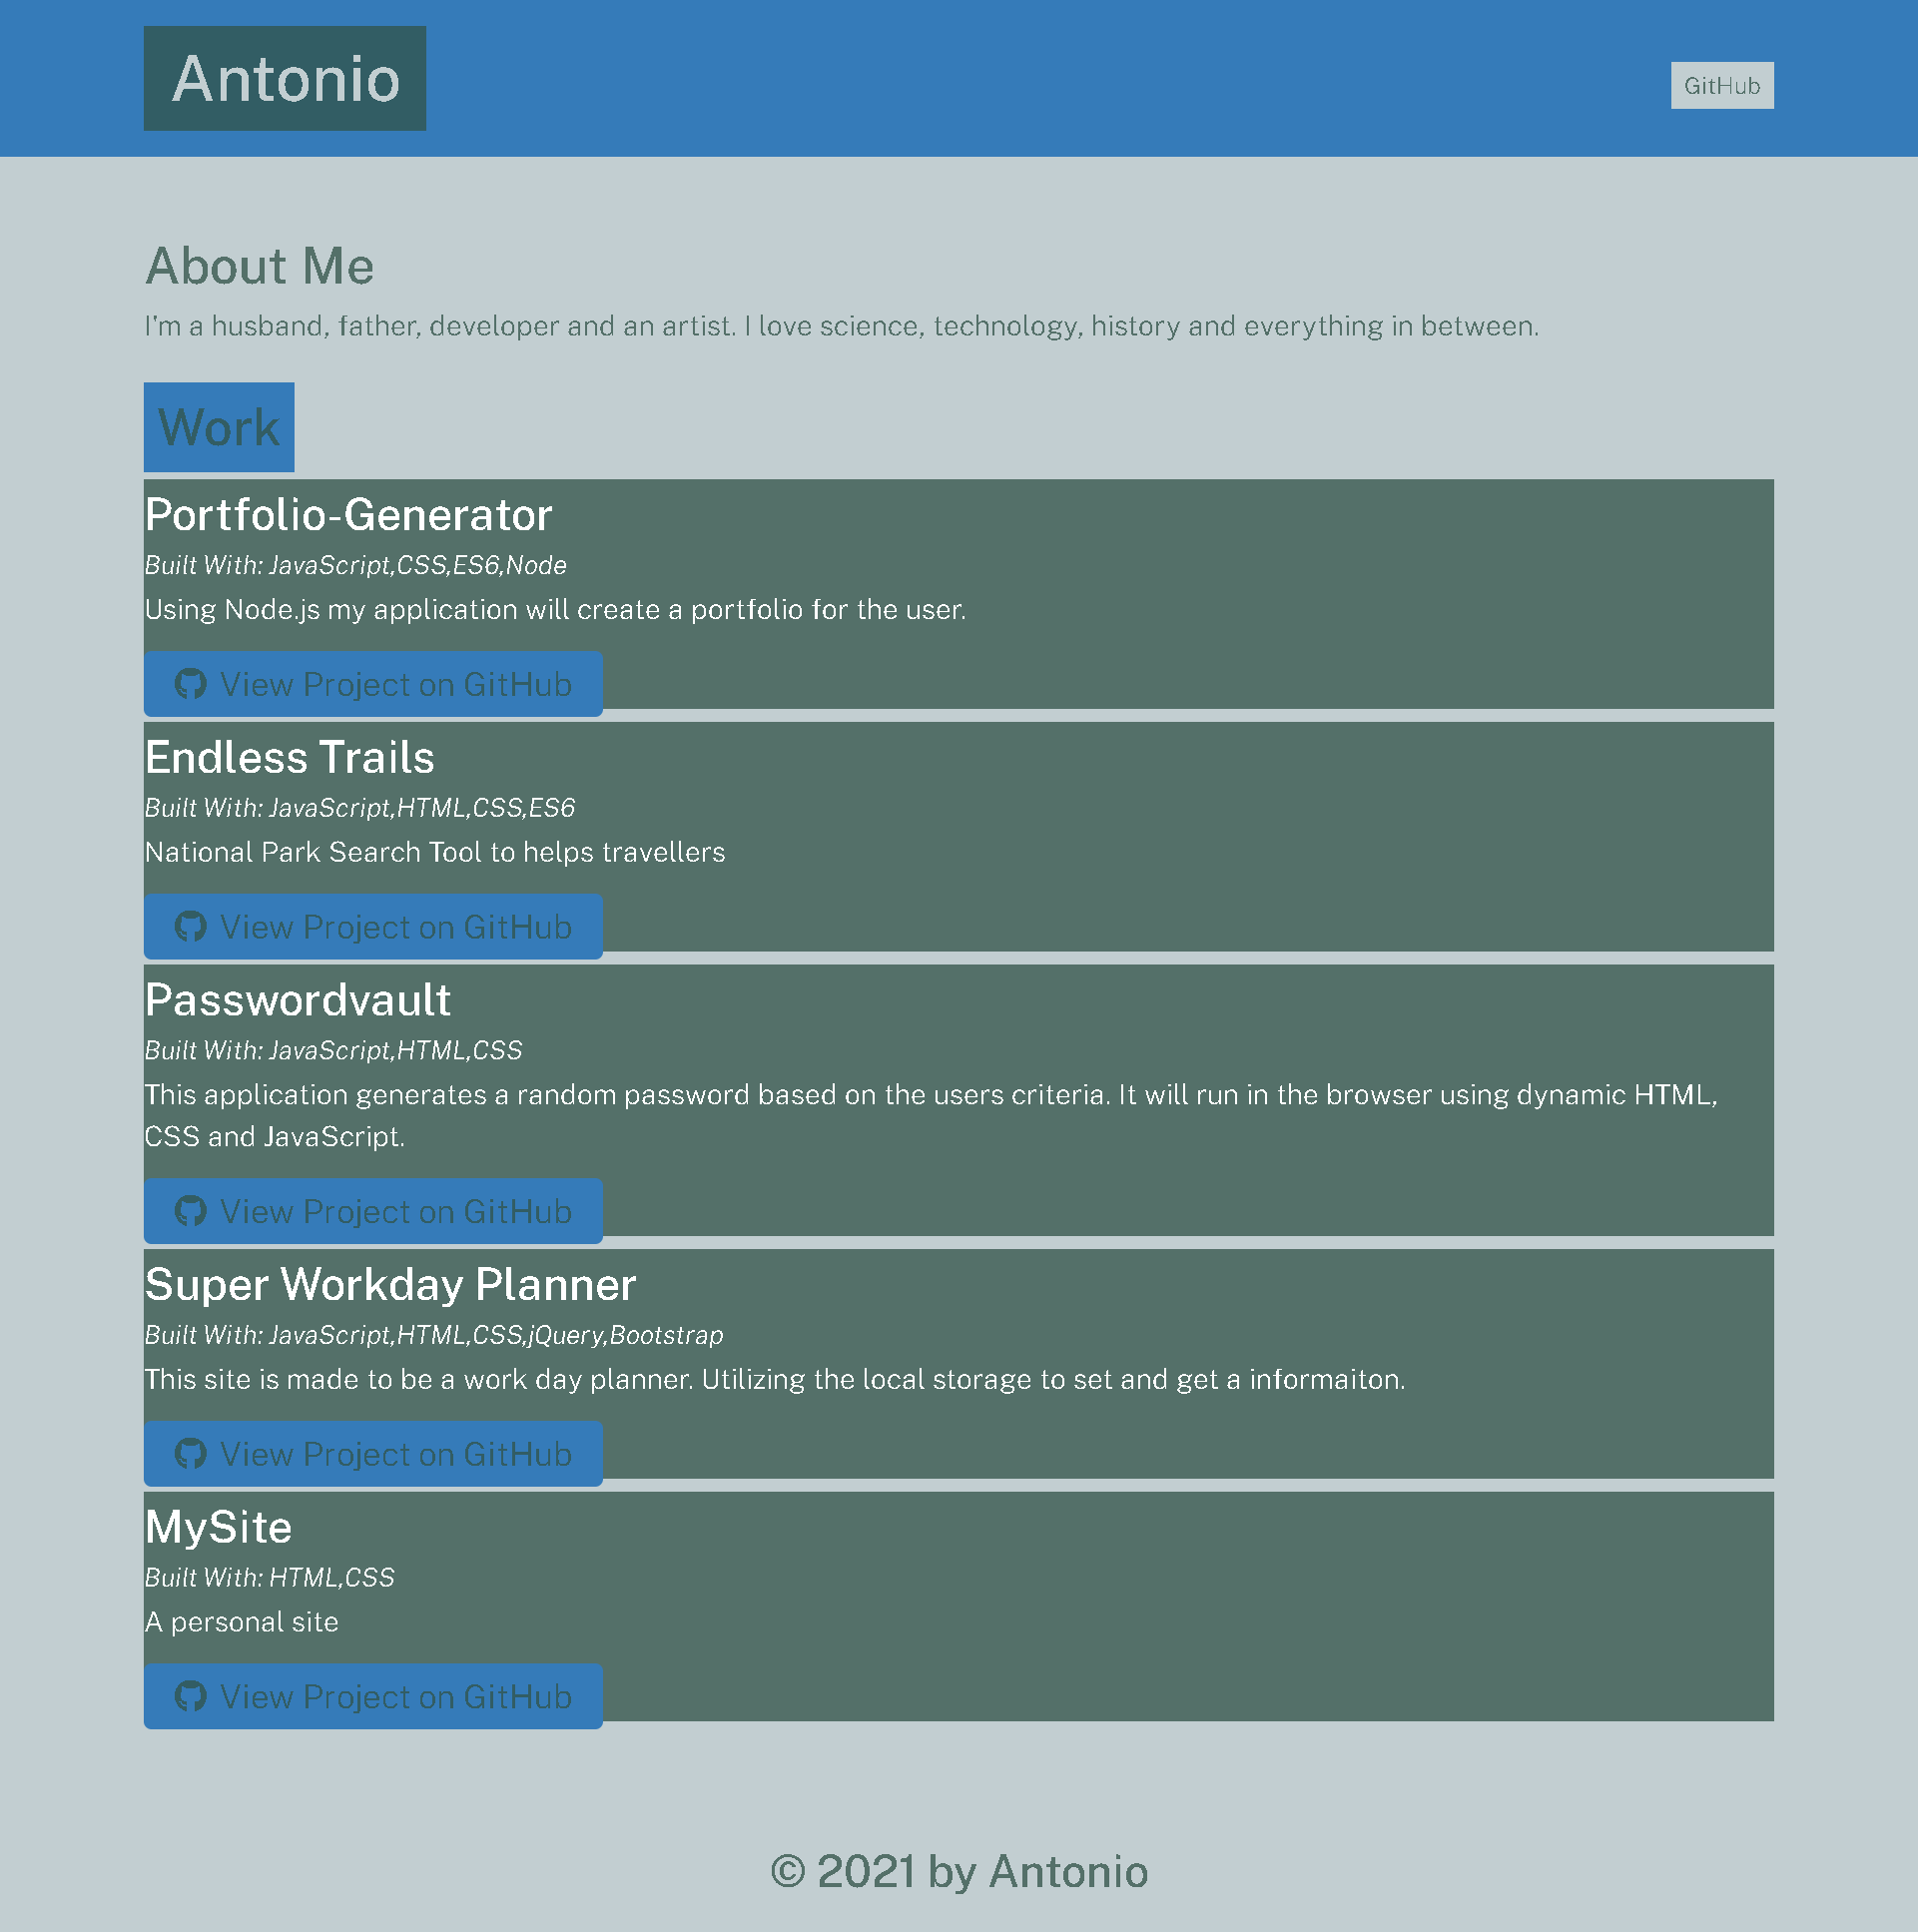 Antonio
GitHub
About Me
I'm a husband, father, developer and an artist. I love science, technology, history and everything in between.
Work
Portfolio-Generator
Built With: JavaScript,CSS,ES6,Node
Using Node.js my application will create a portfolio for the user.
View Project on GitHub
Endless Trails
Built With: JavaScript,HTML,CSS,ES6
National Park Search Tool to helps travellers
View Project on GitHub
Passwordvault
Built With: JavaScript,HTML,CSS
This application generates a random password based on the users criteria. It will run in the browser using dynamic HTML,
CSS and JavaScript.
View Project on GitHub
Super Workday Planner
Built With: JavaScript,HTML,CSS,jQuery,Bootstrap
This site is made to be a work day planner. Utilizing the local storage to set and get a informaiton.
View Project on GitHub
MySite
Built With: HTML,CSS
A personal site
View Project on GitHub
© 2021 by Antonio